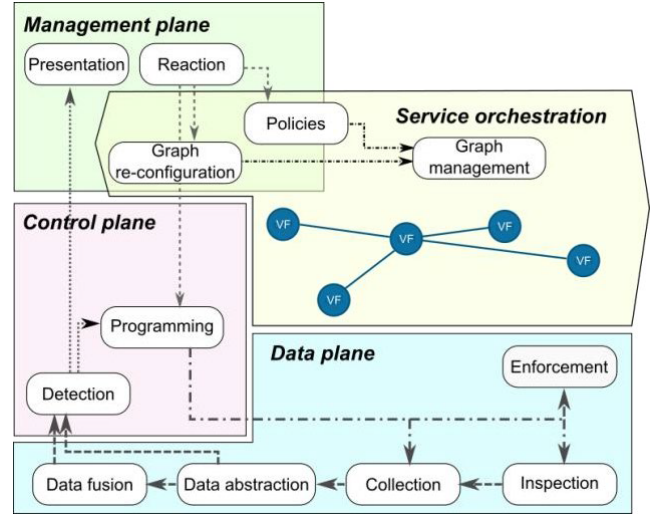 Management plane
Presentation
Reaction
Policies
Service orchestration
Graph
re-configuration
Graph
management
Control plane
VF
VF
VF
VF
VF
Programming
Data plane
Enforcement
Detection
Data fusion
Data abstraction
Collection
Inspection